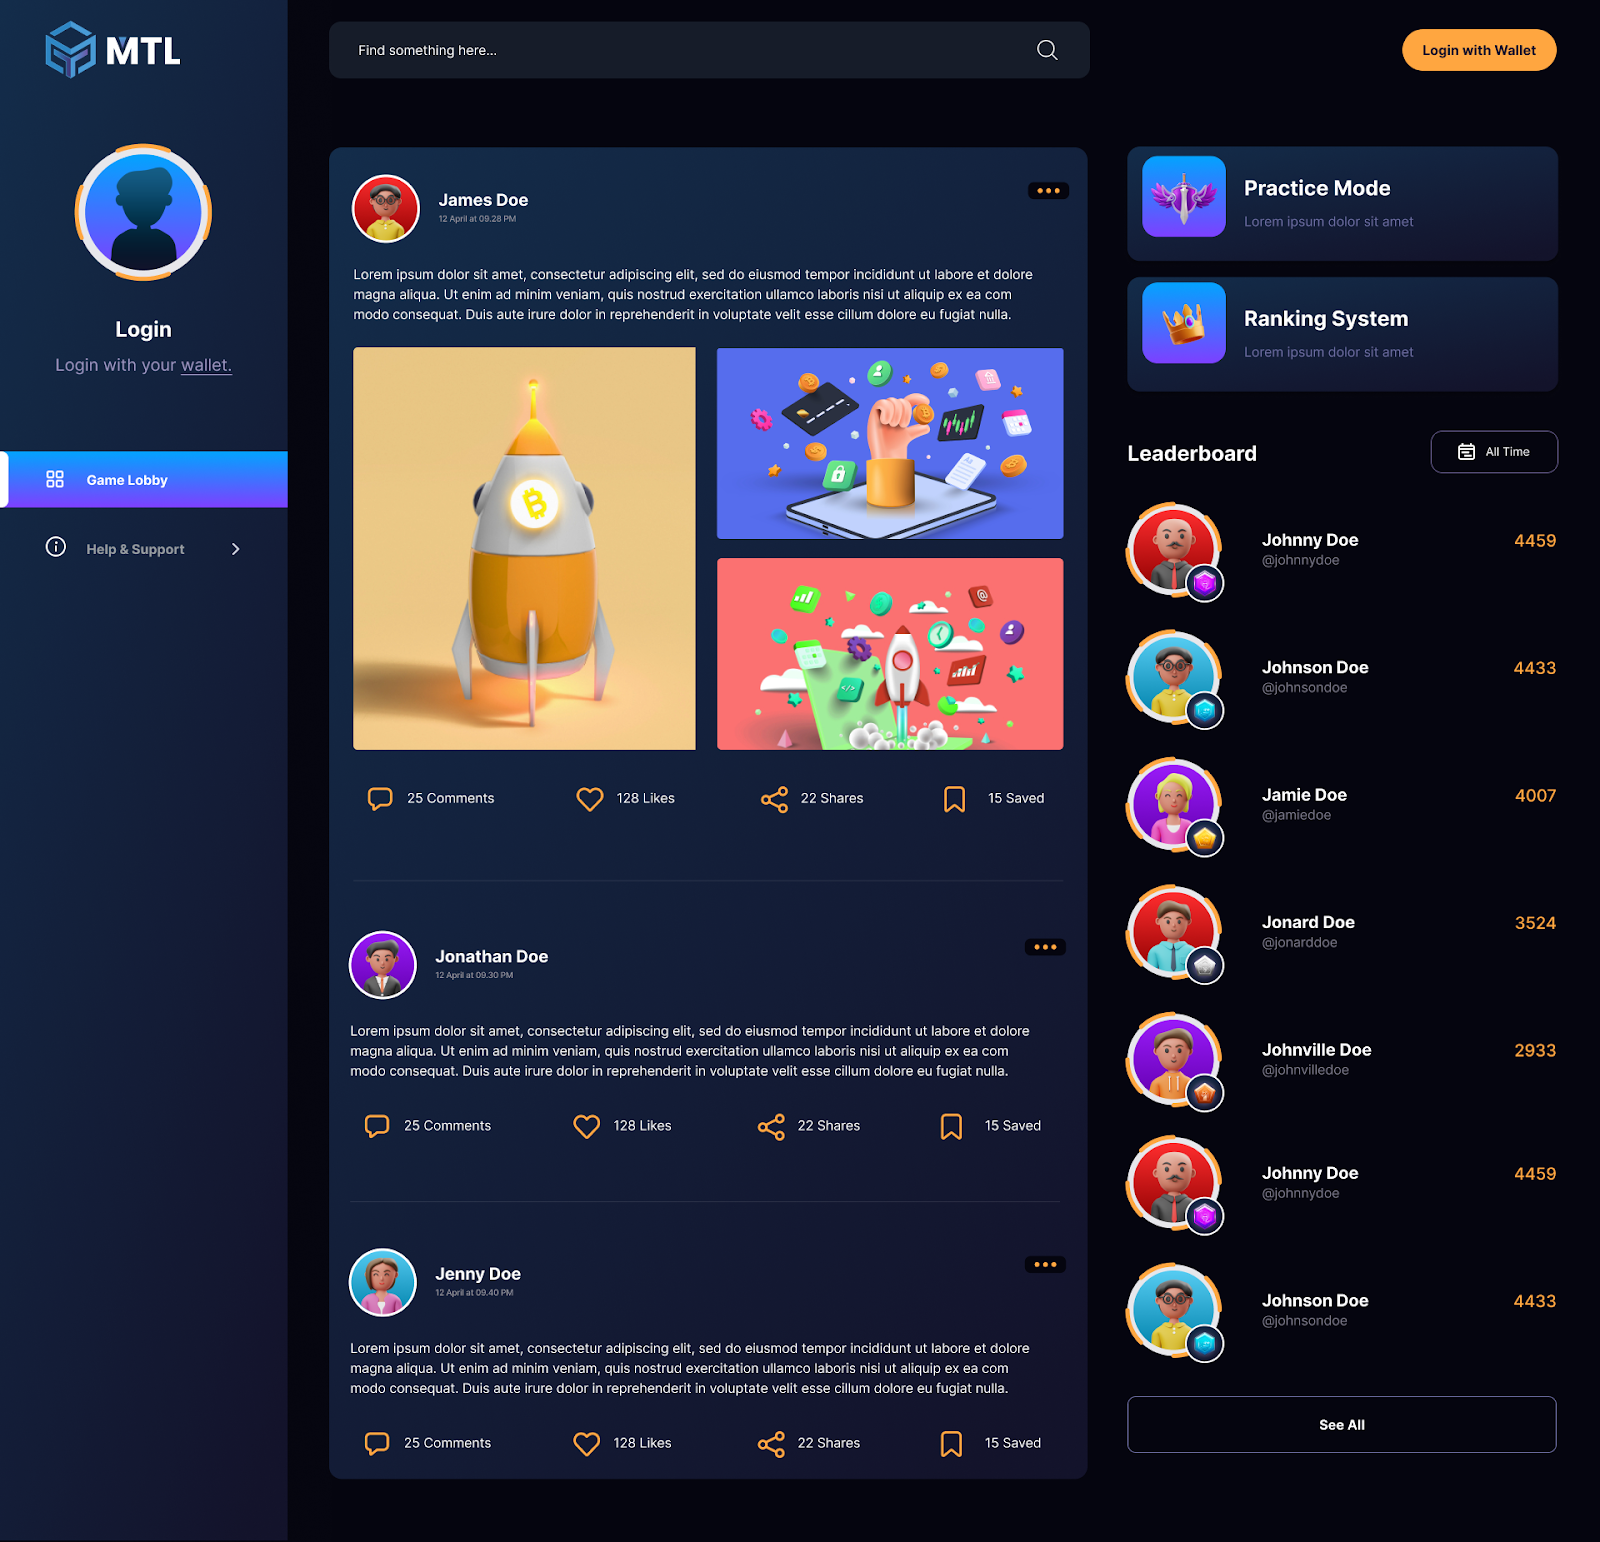 MTL
Find something here...
Login with Wallet
Login
Login with your wallet.
Game Lobby
Help & Support
James Doe
12 April at 09.28 PM
Lorem ipsum dolor sit amet, consectetur adipiscing elit, sed do eiusmod tempor incididunt ut labore et dolore
magna aliqua. Ut enim ad minim veniam, quis nostrud exercitation ullamco laboris nisi ut aliquip ex ea com
modo consequat. Duis aute irure dolor in reprehenderit in voluptate velit esse cillum dolore eu fugiat nulla.
25 Comments
128 Likes
22 Shares
15 Saved
Jonathan Doe
12 April at 09.30 PM
Lorem ipsum dolor sit amet, consectetur adipiscing elit, sed do eiusmod tempor incididunt ut labore et dolore
magna aliqua. Ut enim ad minim veniam, quis nostrud exercitation ullamco laboris nisi ut aliquip ex ea com
modo consequat. Duis aute irure dolor in reprehenderit in voluptate velit esse cillum dolore eu fugiat nulla.
25 Comments
128 Likes
22 Shares
15 Saved
Jenny Doe
12 April at 09.40 PM
Lorem ipsum dolor sit amet, consectetur adipiscing elit, sed do eiusmod tempor incididunt ut labore et dolore
magna aliqua. Ut enim ad minim veniam, quis nostrud exercitation ullamco laboris nisi ut aliquip ex ea com
modo consequat. Duis aute irure dolor in reprehenderit in voluptate velit esse cillum dolore eu fugiat nulla.
25 Comments
128 Likes
22 Shares
15 Saved
Practice Mode
Lorem ipsum dolor sit amet
Ranking System
Lorem ipsum dolor sit amet
Leaderboard
All Time
Johnny Doe
@johnnydoe
4459
Johnson Doe
@johnsondoe
4433
Jamie Doe
@jamiedoe
4007
Jonard Doe
@jonarddoe
3524
Johnville Doe
@johnvilledoe
2933
Johnny Doe
@johnnydoe
4459
Johnson Doe
@johnsondoe
4433
See All